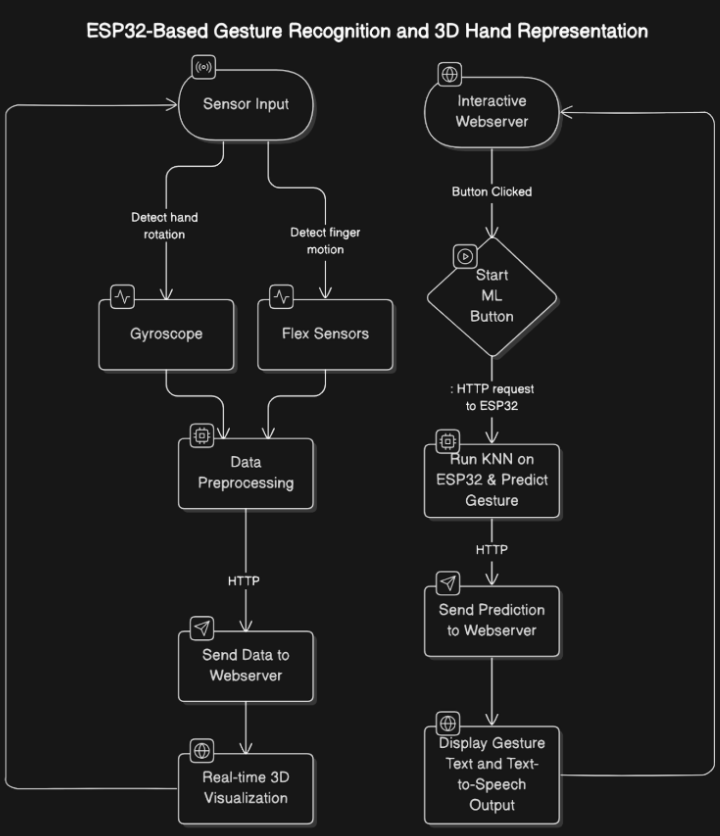 ESP32-Based Gesture Recognition and 3D Hand Representation
Sensor Input
Detect hand
rotation
Detect finger
motion
Gyroscope
Flex Sensors
Data
Preprocessing
HTTP
Send Data to
Webserver
Real-time 3D
Visualization
Interactive
Webserver
Button Clicked
Start
ML
Button
: HTTP request
to ESP32
Run KNN on
ESP32 & Predict
Gesture
HTTP
Send Prediction
to Webserver
Display Gesture
Text and Text-
to-Speech
Output